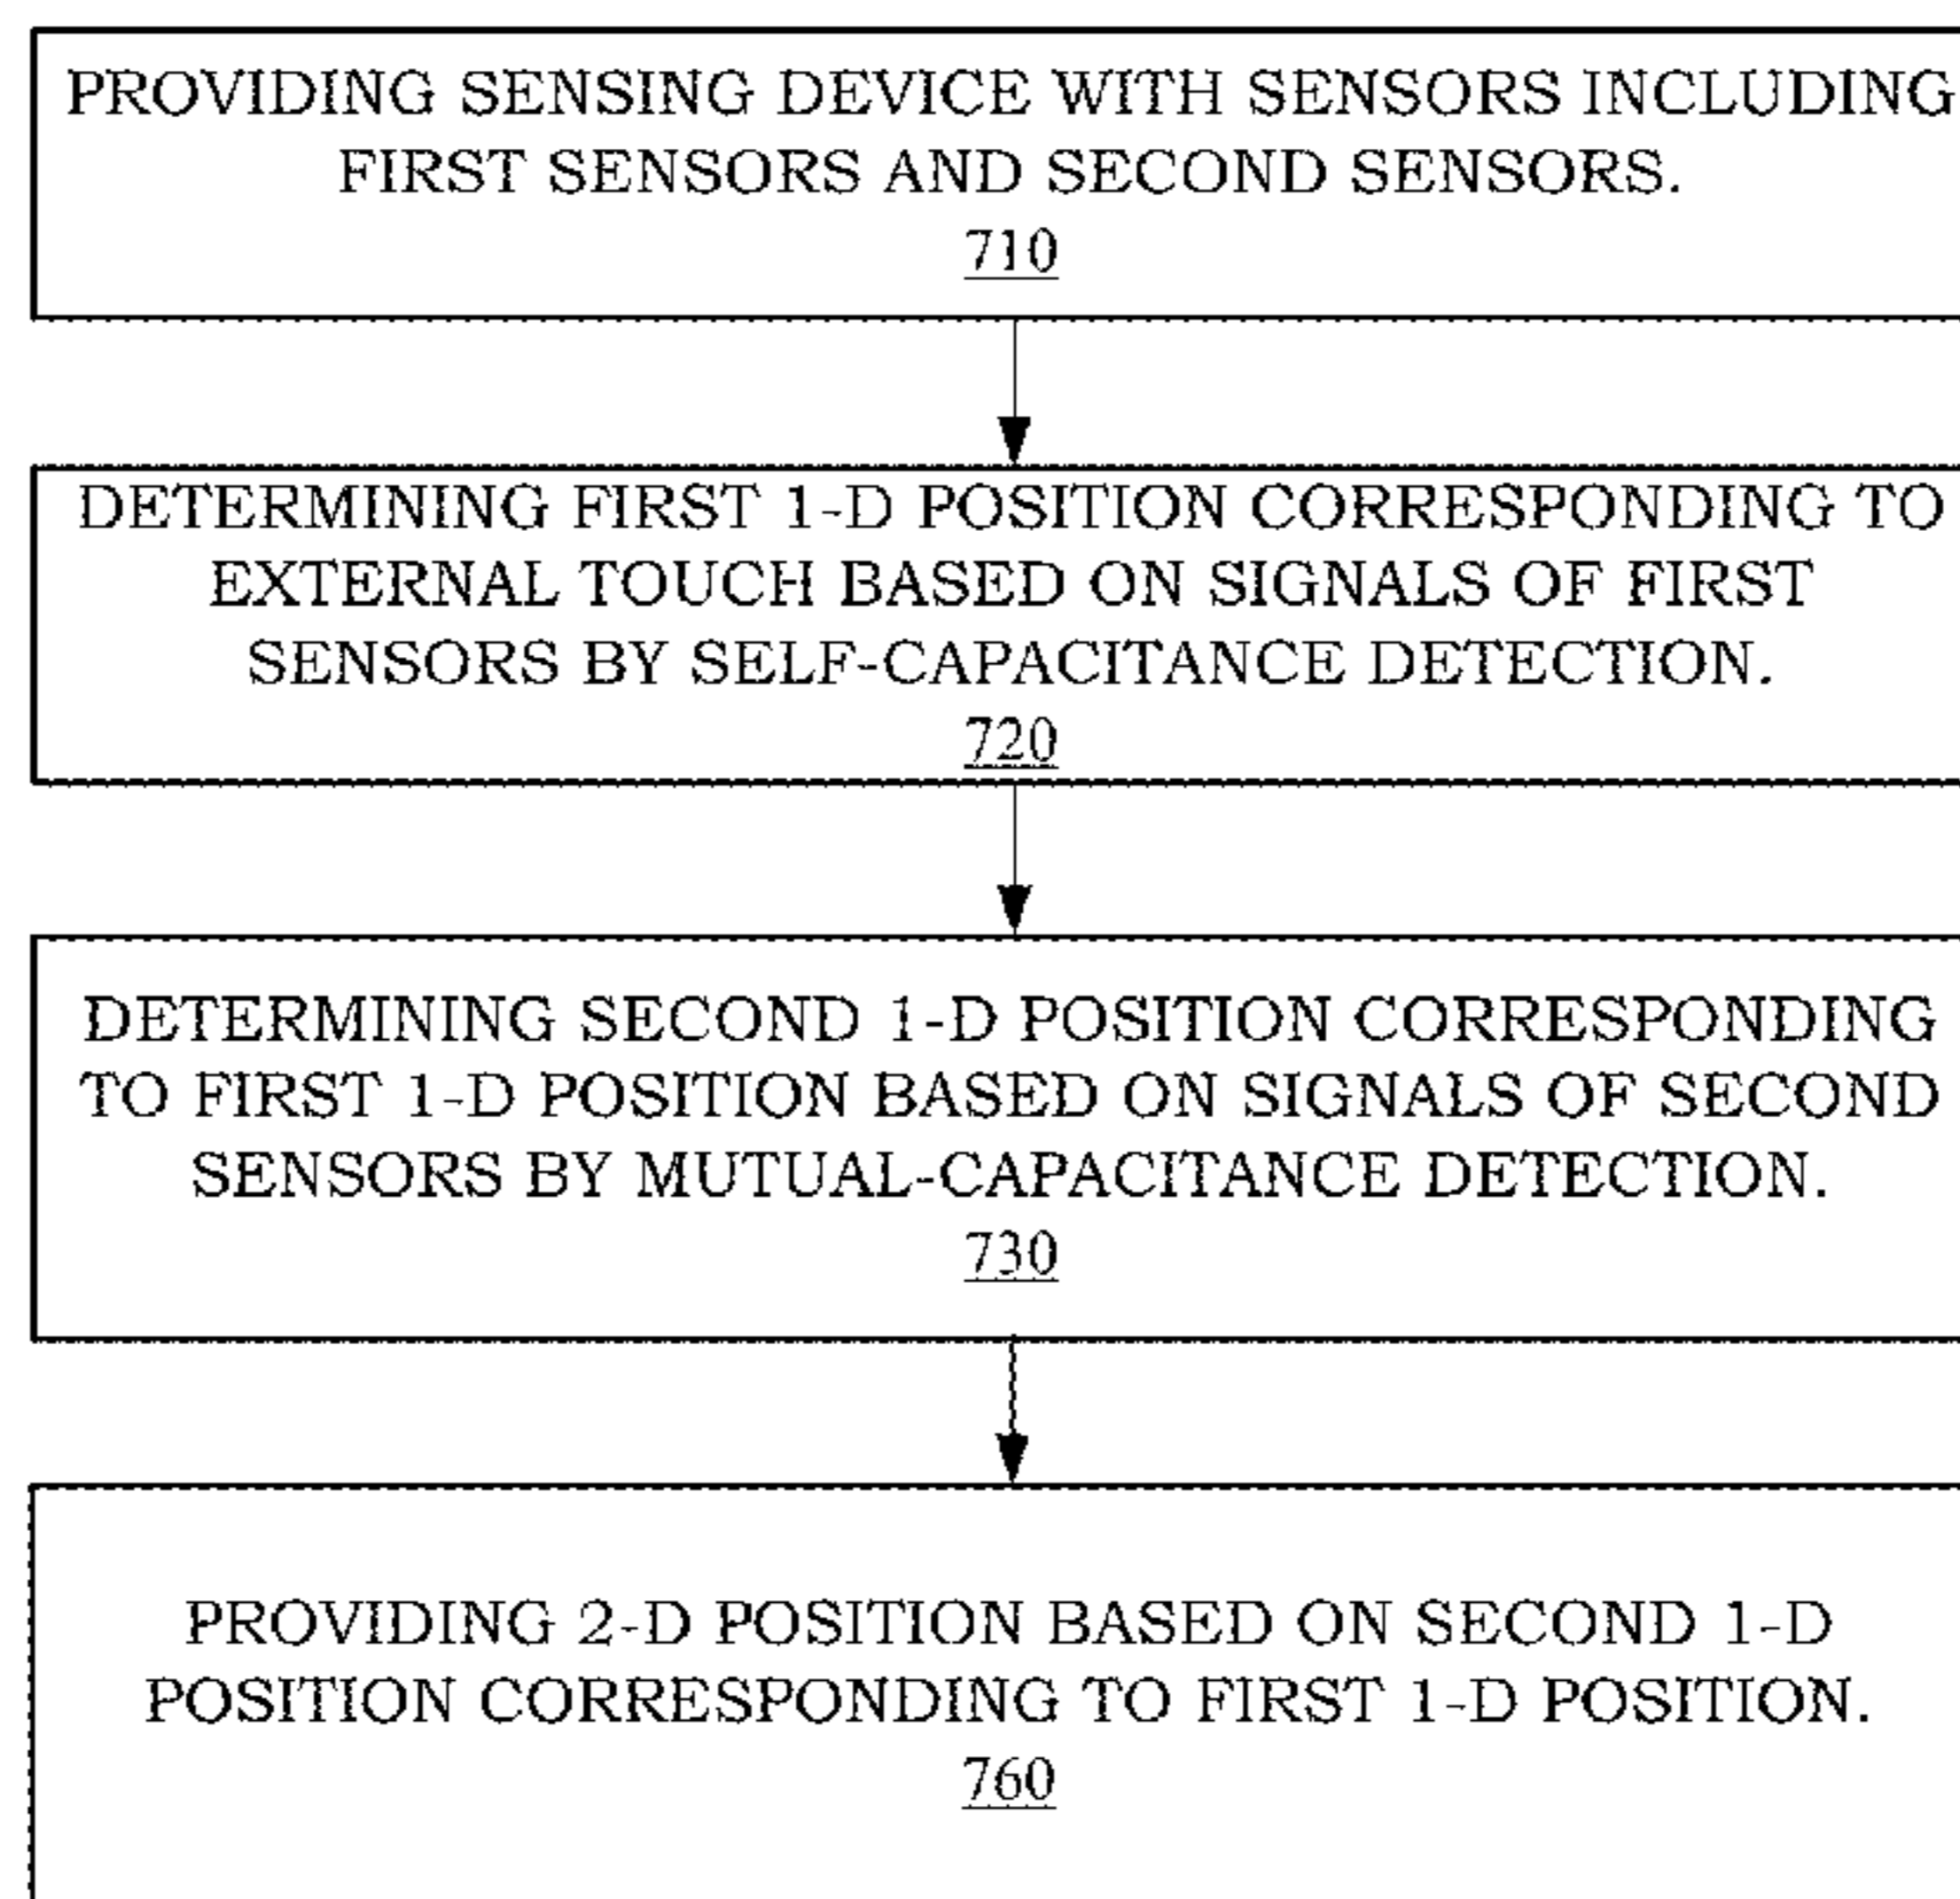 PROVIDING SENSING DEVICE WITH SENSORS INCLUDING
FIRST SENSORS AND SECOND SENSORS.
710
DETERMINING FIRST 1-D POSITION CORRESPONDING TO
EXTERNAL TOUCH BASED ON SIGNALS OF FIRST
SENSORS BY SELF-CAPACITANCE DETECTION.
720
DETERMINING SECOND 1-D POSITION CORRESPONDING
TO FIRST 1-D POSITION BASED ON SIGNALS OF SECOND
SENSORS BY MUTUAL-CAPACITANCE DETECTION.
730
PROVIDING 2-D POSITION BASED ON SECOND 1-D
POSITION CORRESPONDING TO FIRST 1-D POSITION.
760